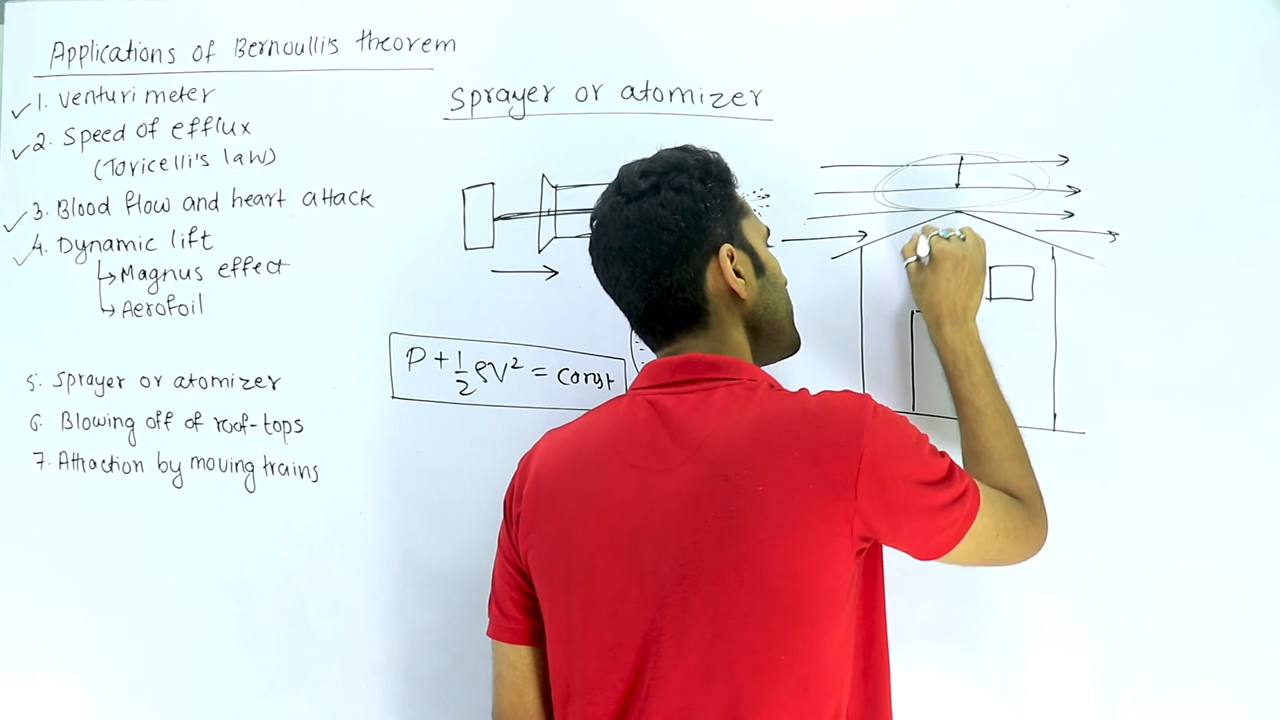 Applications of Bernoulli's theorem
1. Venturi meter
2. Speed of efflux
(Toricelli's law)
3. Blood flow and heart attack
4. Dynamic lift
Magnus effect
Aerofoil
5. Sprayer or atomizer
6. Blowing off of roof-tops
7. Attraction by moving trains
Sprayer or atomizer
P + 1/2 ρV² = const